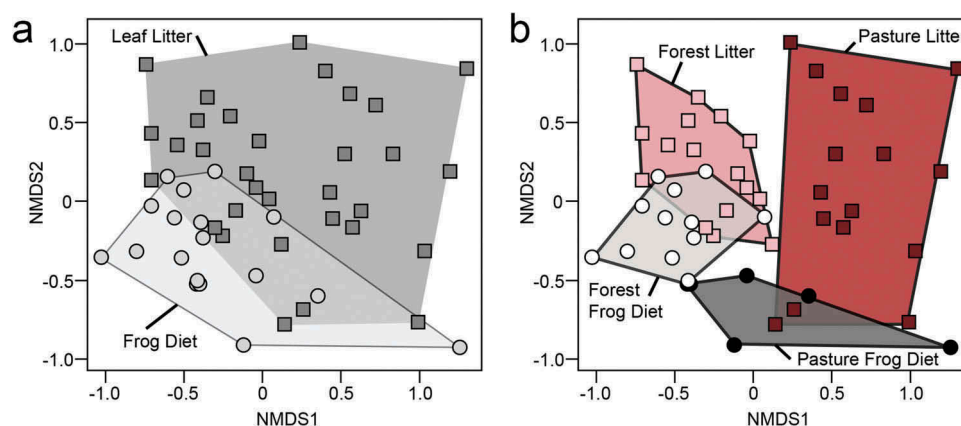 a
Leaf Litter
Frog Diet
NMDS2
1.0
0.5
0
-0.5
-1.0
-1.0 -0.5 0 0.5 1.0
NMDS1
b
Forest Litter
Pasture Litter
Forest
Frog Diet
Pasture Frog Diet
NMDS2
1.0
0.5
0
-0.5
-1.0
-1.0 -0.5 0 0.5 1.0
NMDS1